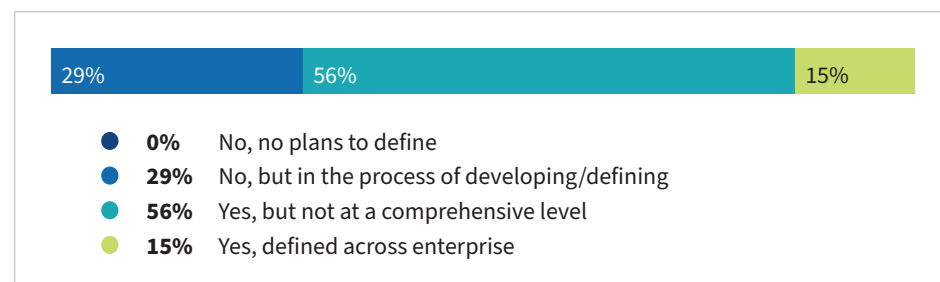 29% 56% 15%
0% No, no plans to define
29% No, but in the process of developing/defining
56% Yes, but not at a comprehensive level
15% Yes, defined across enterprise